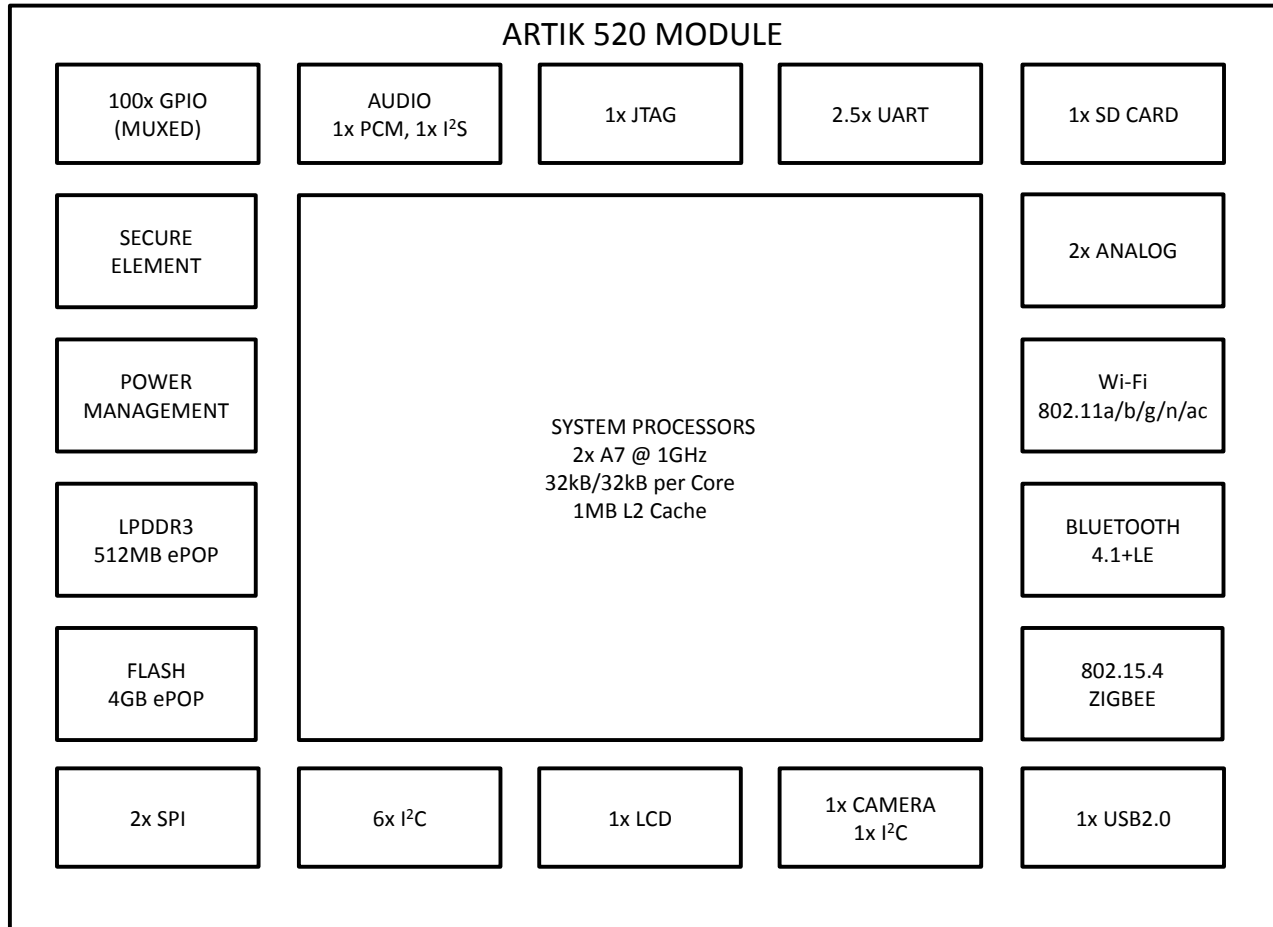 ARTIK 520 MODULE
100x GPIO
(MUXED)
AUDIO
1x PCM, 1x I²S
1x JTAG
2.5x UART
1x SD CARD
SECURE
ELEMENT
2x ANALOG
POWER
MANAGEMENT
Wi-Fi
802.11a/b/g/n/ac
SYSTEM PROCESSORS
2x A7 @ 1GHz
32kB/32kB per Core
1MB L2 Cache
LPDDR3
512MB ePOP
BLUETOOTH
4.1+LE
FLASH
4GB ePOP
802.15.4
ZIGBEE
2x SPI
6x I²C
1x LCD
1x CAMERA
1x I²C
1x USB2.0